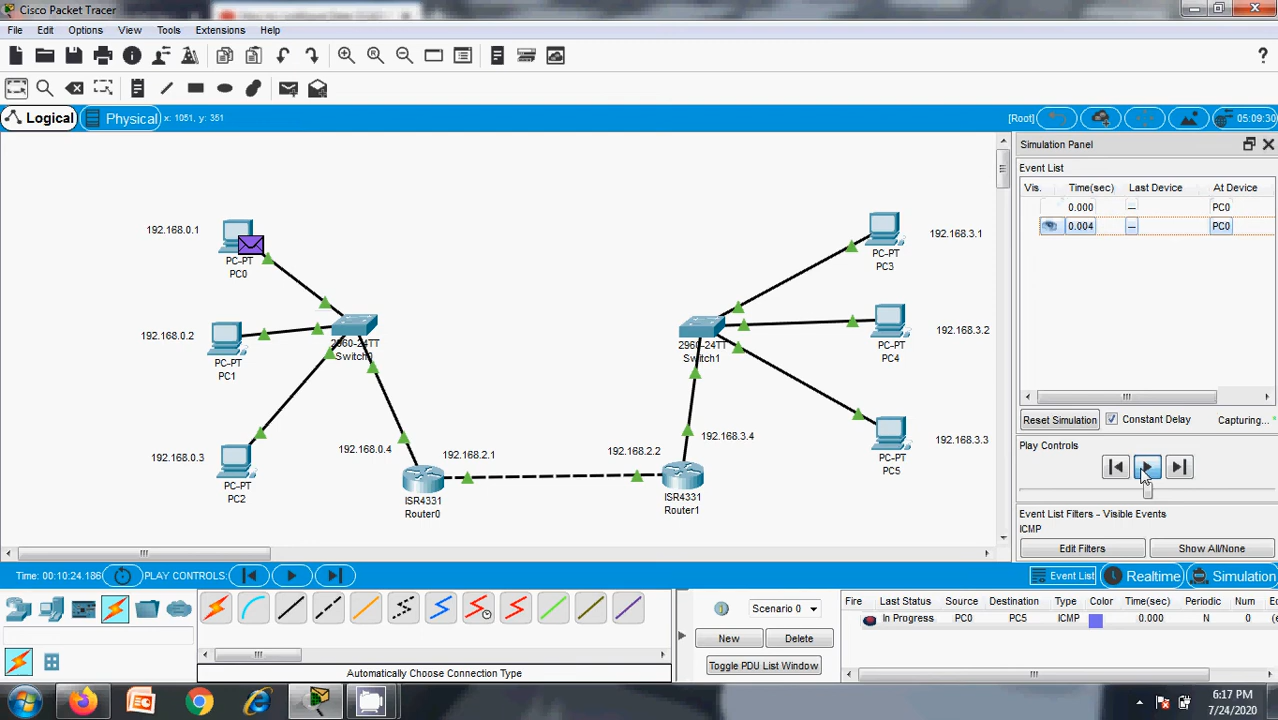 Cisco Packet Tracer
File Edit Options View Tools Extensions Help
?
Logical Physical x: 1051, y: 351 [Root] 05:09:30
Simulation Panel
Event List
Vis. Time(sec) Last Device At Device
0.000 -- PC0
0.004 -- PC0
192.168.0.1
PC-PT
PC0
192.168.0.2
PC-PT
PC1
192.168.0.3
PC-PT
PC2
2960-24TT
Switch0
192.168.0.4
192.168.2.1
ISR4331
Router0
192.168.2.2
192.168.3.4
ISR4331
Router1
2960-24TT
Switch1
192.168.3.1
PC-PT
PC3
192.168.3.2
PC-PT
PC4
192.168.3.3
PC-PT
PC5
Reset Simulation Constant Delay Capturing...
Play Controls
Event List Filters - Visible Events
ICMP
Edit Filters Show All/None
Time: 00:10:24.186 PLAY CONTROLS: Event List Realtime Simulation
Scenario 0
New Delete
Toggle PDU List Window
Automatically Choose Connection Type
Fire Last Status Source Destination Type Color Time(sec) Periodic Num
In Progress PC0 PC5 ICMP 0.000 N 0
6:17 PM
7/24/2020